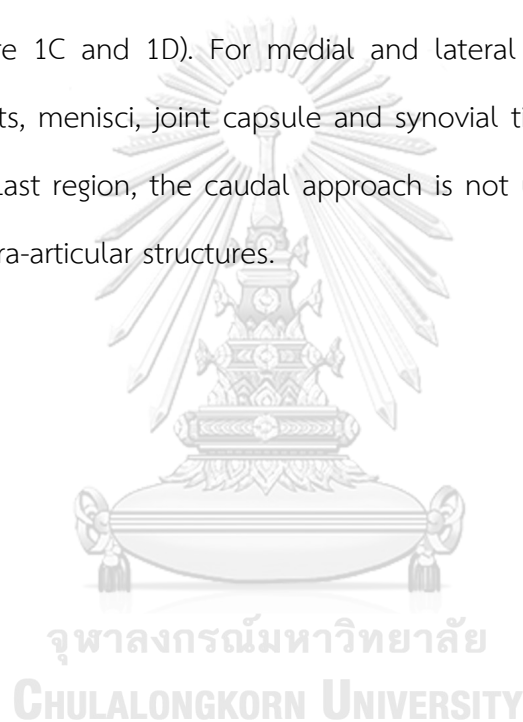 re 1C and 1D). For medial and lateral
ts, menisci, joint capsule and synovial ti
last region, the caudal approach is not
ra-articular structures.
จุฬาลงกรณ์มหาวิทยาลัย
CHULALONGKORN UNIVERSITY